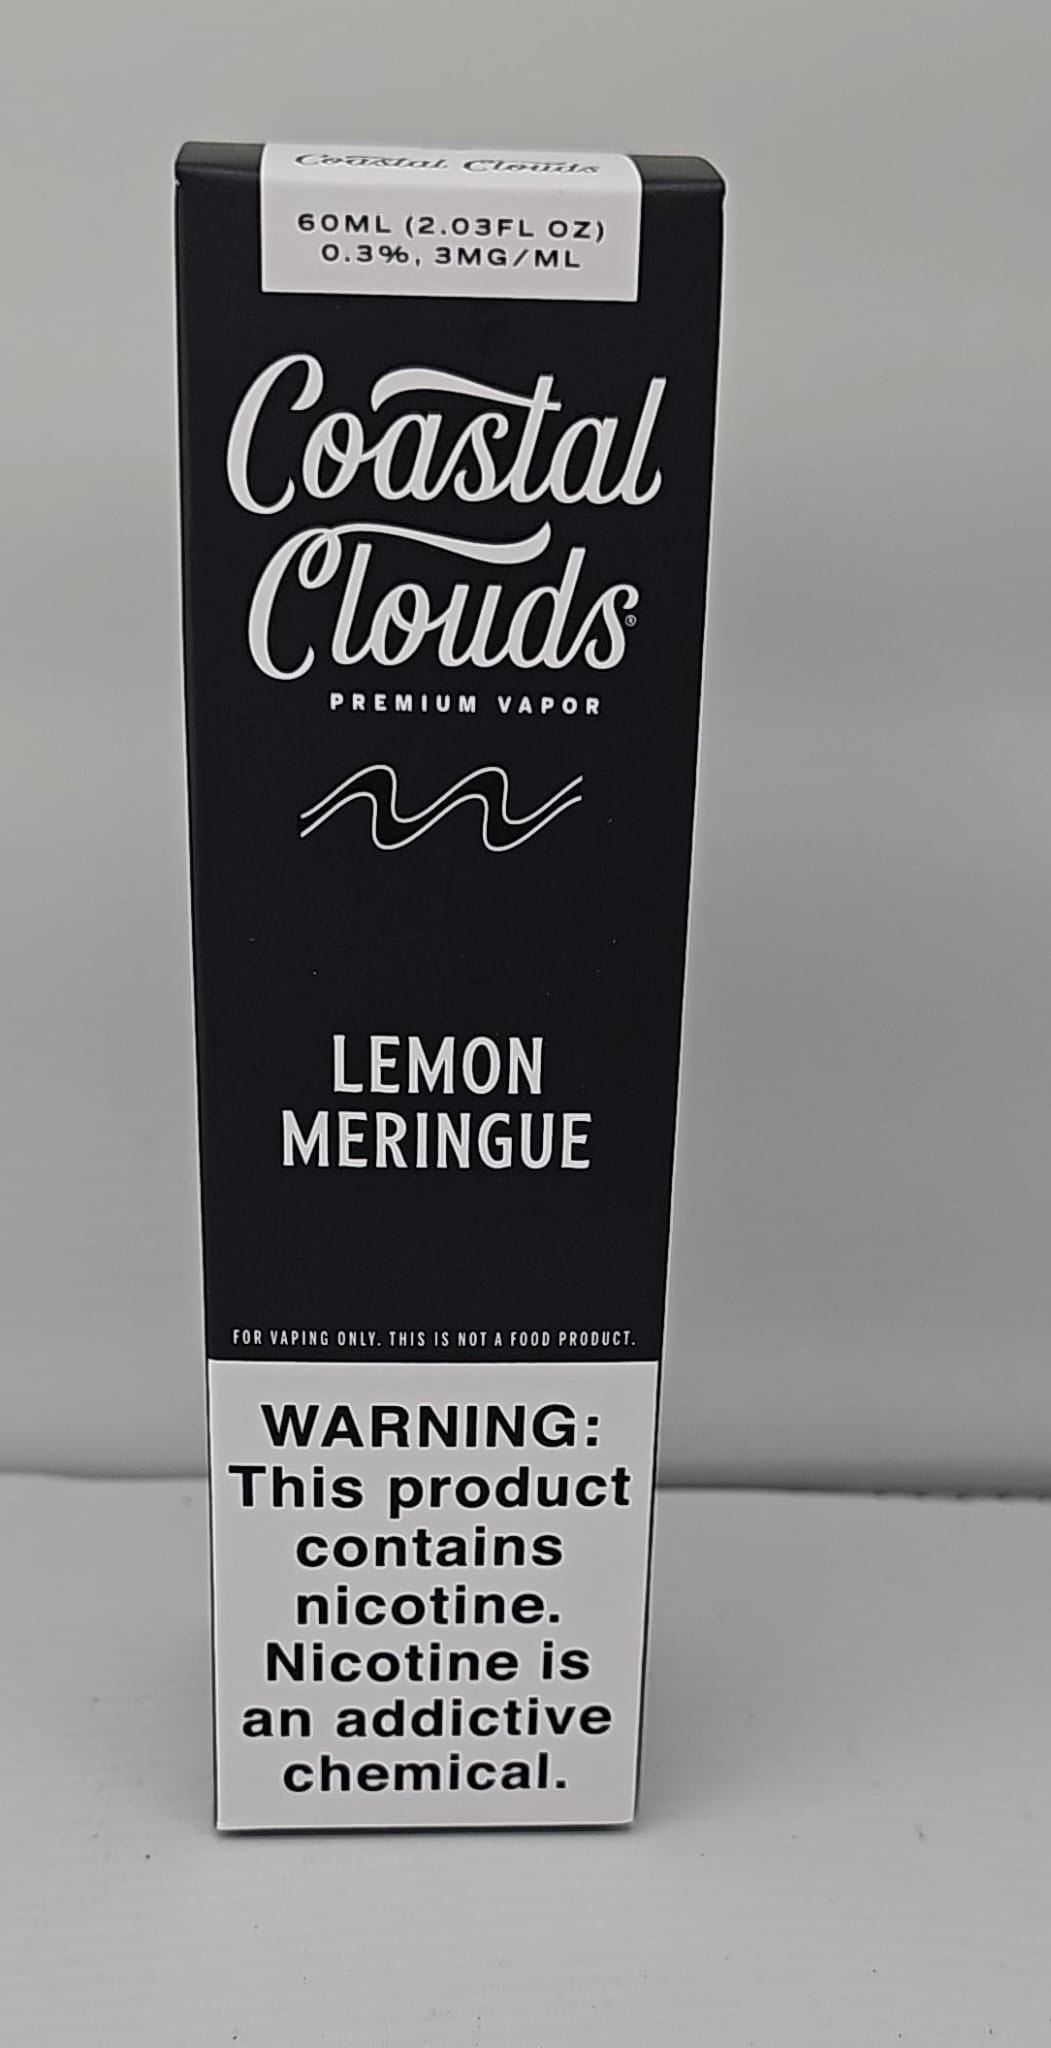 Coastal Clouds
60ML (2.03FL OZ)
0.3%, 3MG/ML
Coastal
Clouds®
PREMIUM VAPOR
LEMON
MERINGUE
FOR VAPING ONLY. THIS IS NOT A FOOD PRODUCT.
WARNING:
This product
contains
nicotine.
Nicotine is
an addictive
chemical.